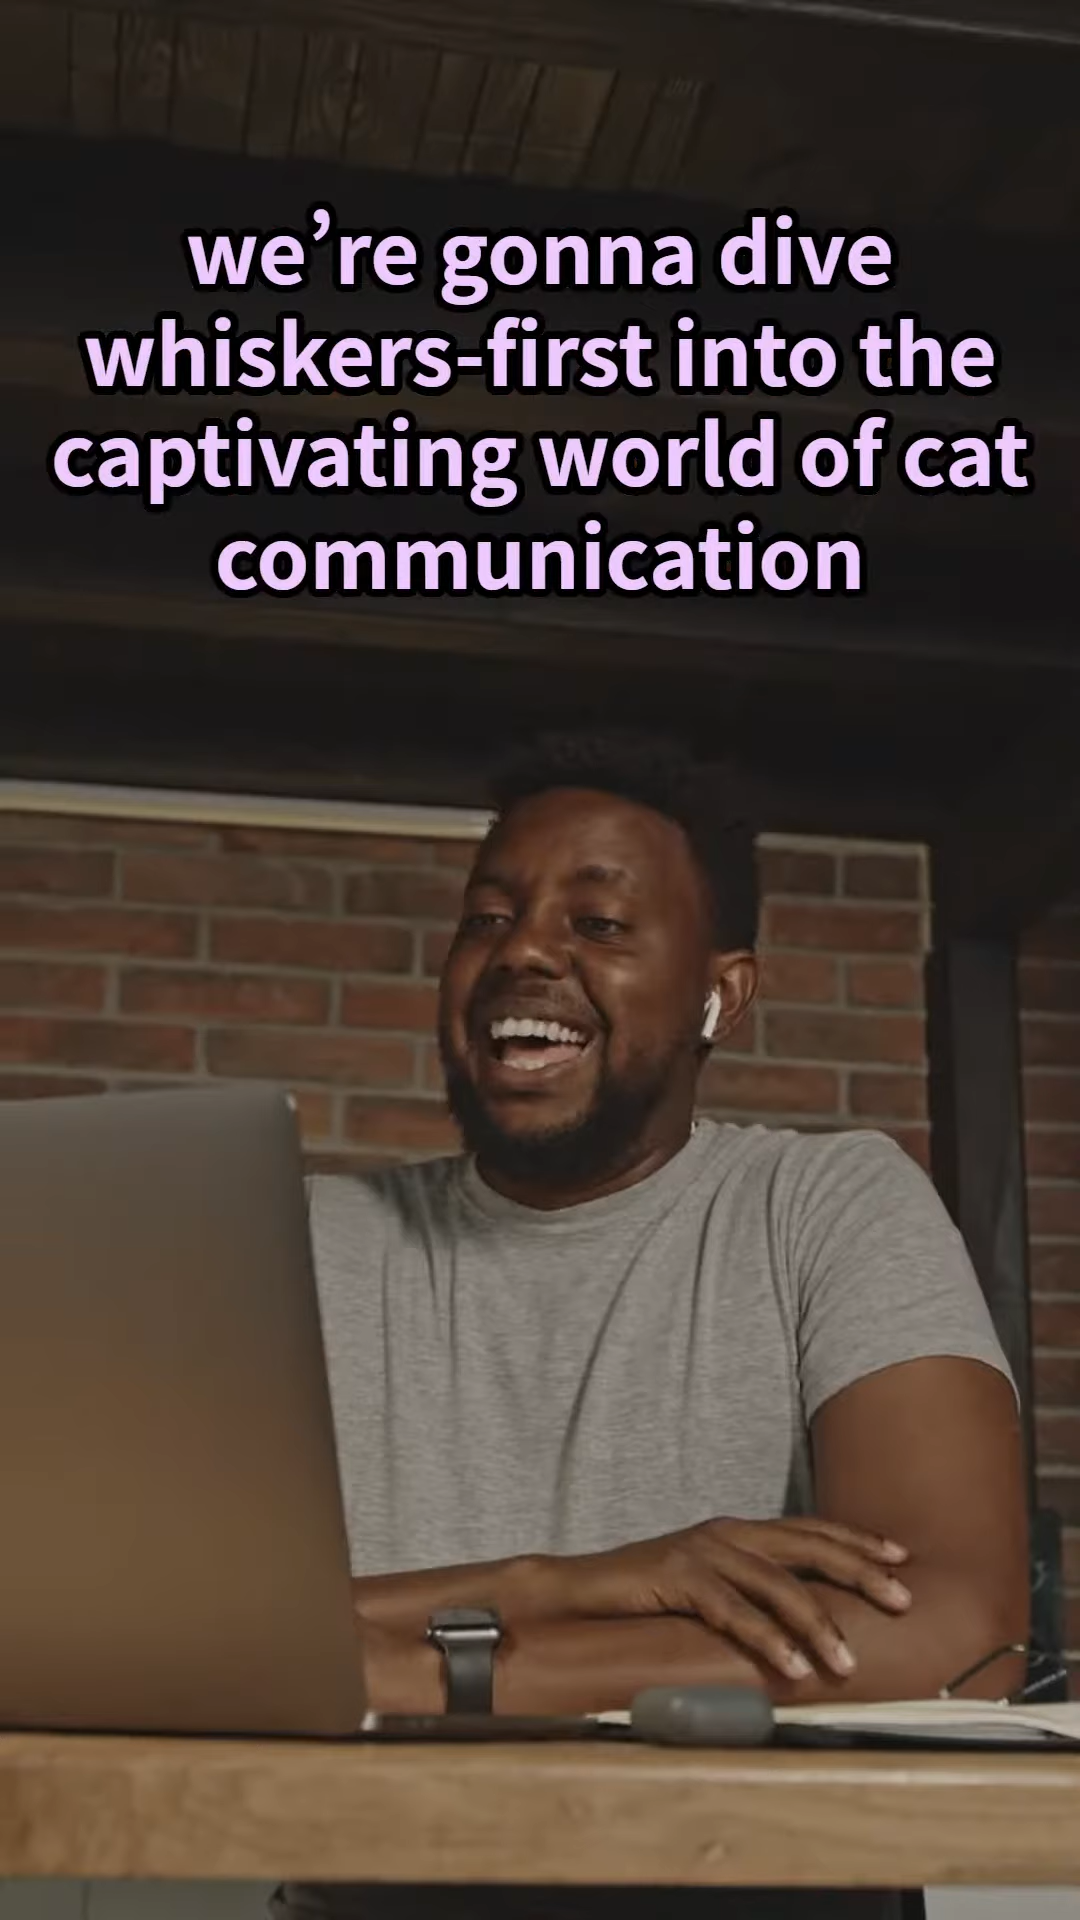 we’re gonna dive
whiskers-first into the
captivating world of cat
communication